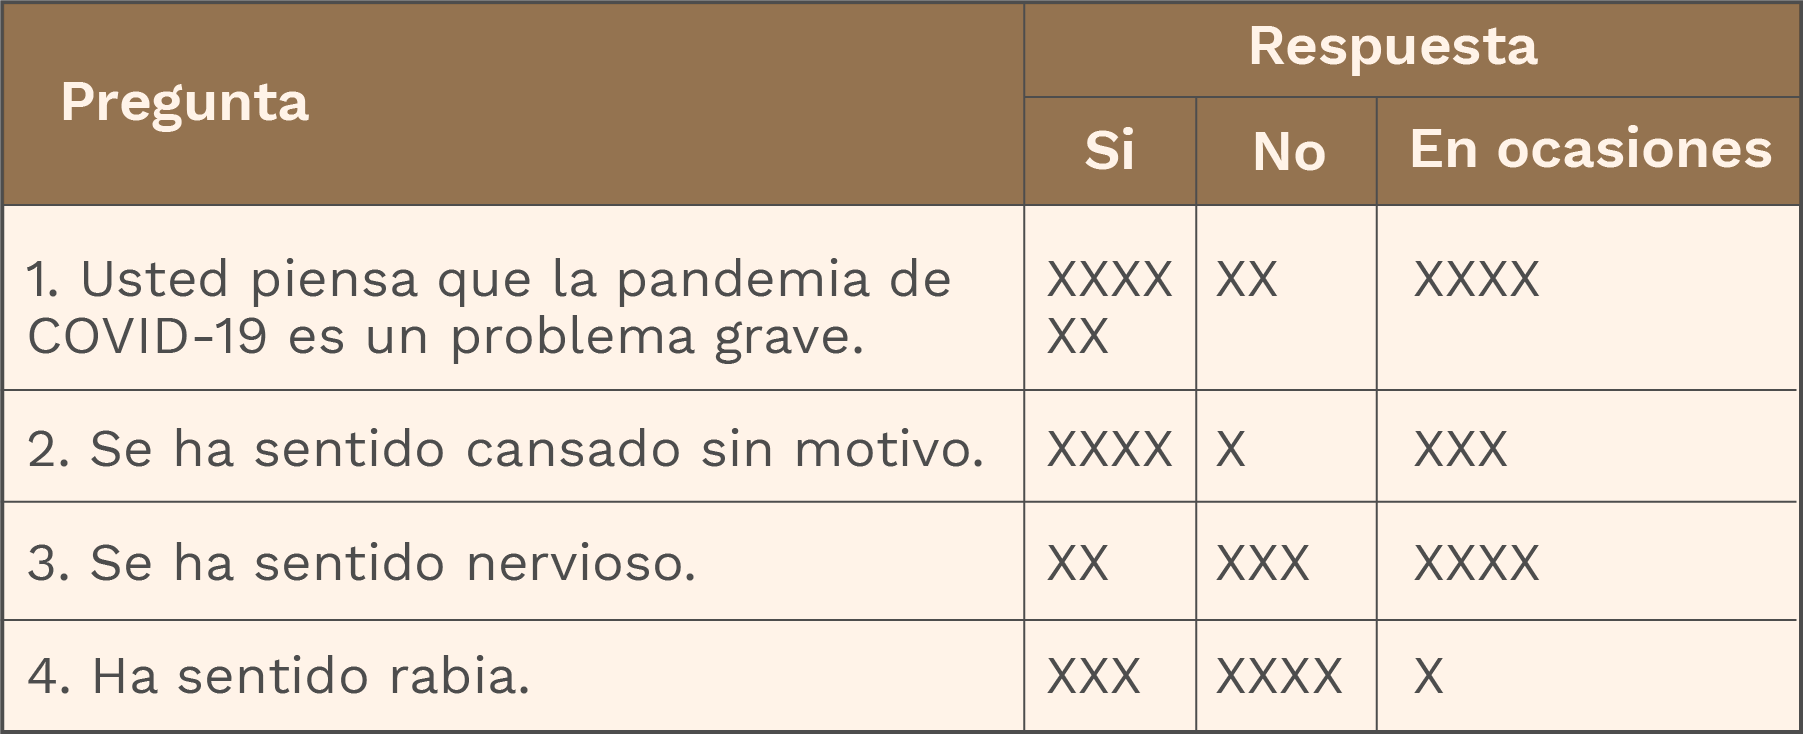 Pregunta
Respuesta
Si
No
En ocasiones
1. Usted piensa que la pandemia de
COVID-19 es un problema grave.
XXXX
XX
XX
XXXX
2. Se ha sentido cansado sin motivo.
XXXX
X
XXX
3. Se ha sentido nervioso.
XX
XXX
XXXX
4. Ha sentido rabia.
XXX
XXXX
X